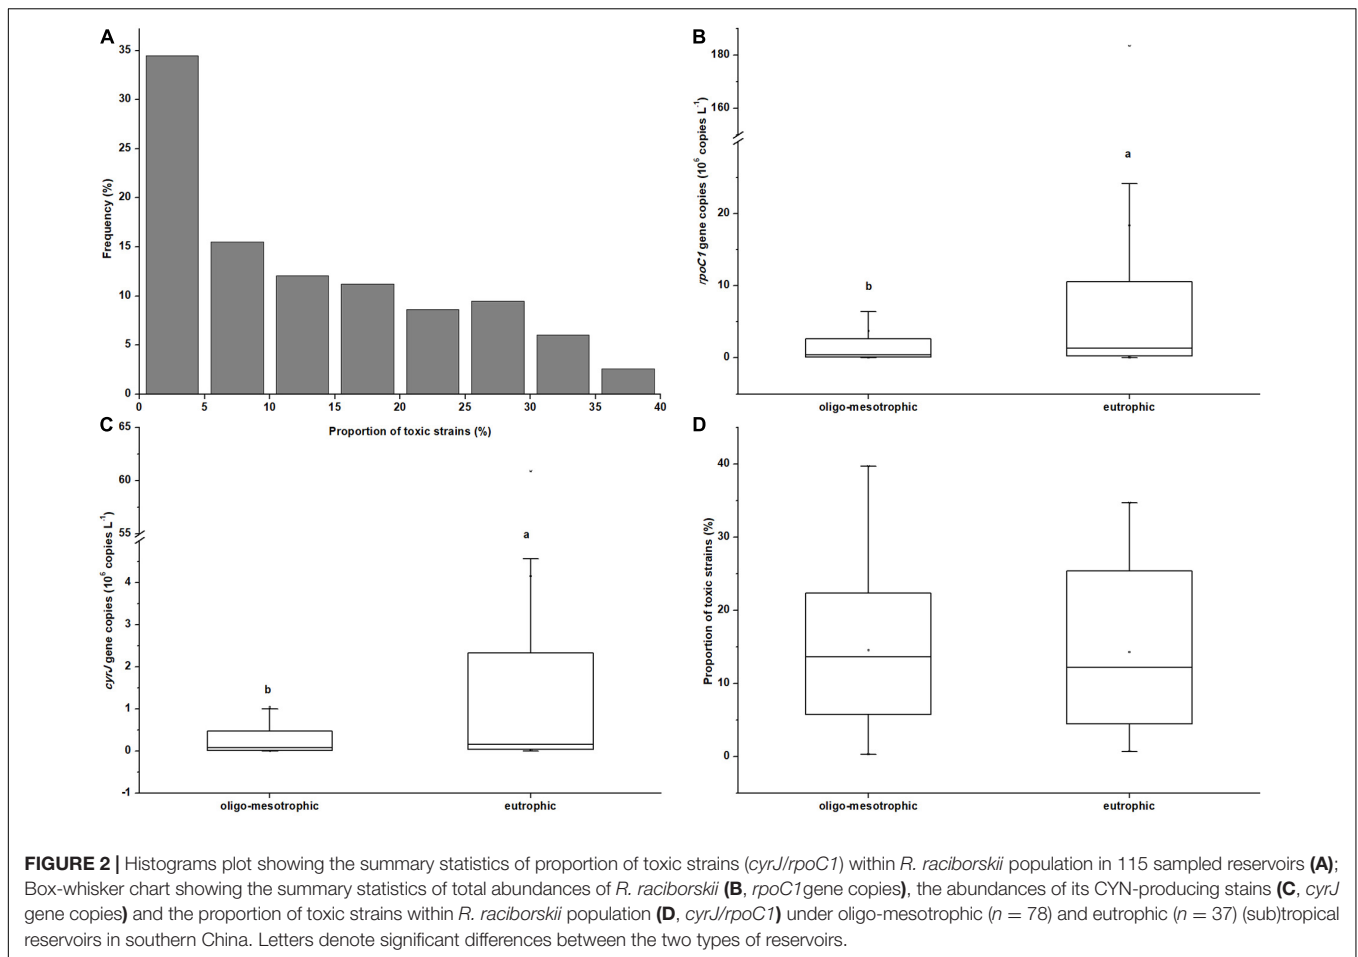 A
35
30
25
20
15
10
5
0
Frequency (%)
0 5 10 15 20 25 30 35 40
Proportion of toxic strains (%)
B
180
160
20
10
0
rpoC1 gene copies (10^6 copies L^-1)
a
b
oligo-mesotrophic eutrophic
C
65
60
55
4
3
2
1
0
-1
cyrJ gene copies (10^6 copies L^-1)
a
b
oligo-mesotrophic eutrophic
D
40
30
20
10
0
Proportion of toxic strains (%)
oligo-mesotrophic eutrophic
FIGURE 2 | Histograms plot showing the summary statistics of proportion of toxic strains (cyrJ/rpoC1) within R. raciborskii population in 115 sampled reservoirs (A);
Box-whisker chart showing the summary statistics of total abundances of R. raciborskii (B, rpoC1gene copies), the abundances of its CYN-producing stains (C, cyrJ
gene copies) and the proportion of toxic strains within R. raciborskii population (D, cyrJ/rpoC1) under oligo-mesotrophic (n = 78) and eutrophic (n = 37) (sub)tropical
reservoirs in southern China. Letters denote significant differences between the two types of reservoirs.